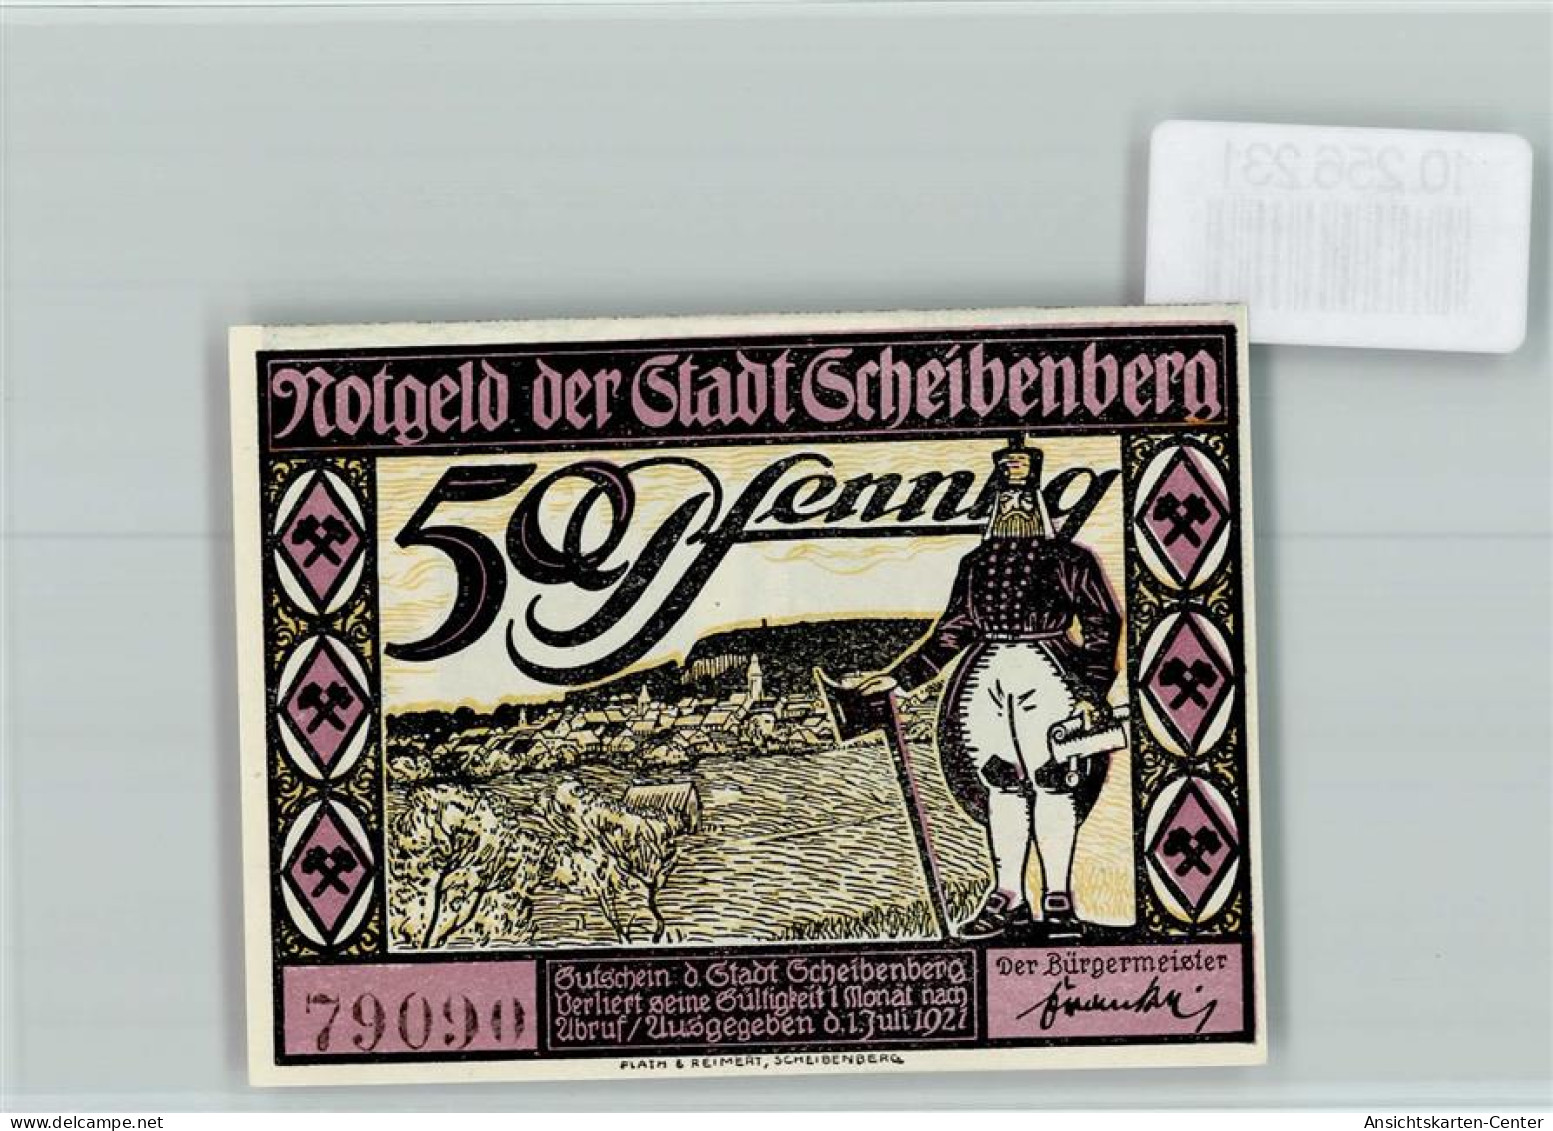 10.256.231
Notgeld der Stadt Scheibenberg
50 Pfennig
79090
Gutschein d. Stadt Scheibenberg
Verliert seine Gültigkeit 1 Monat nach
Abruf / Ausgegeben d. 1. Juli 1921
Der Bürgermeister
PLATH & REIMERT, SCHEIBENBERG
www.delcampe.net
Ansichtskarten-Center